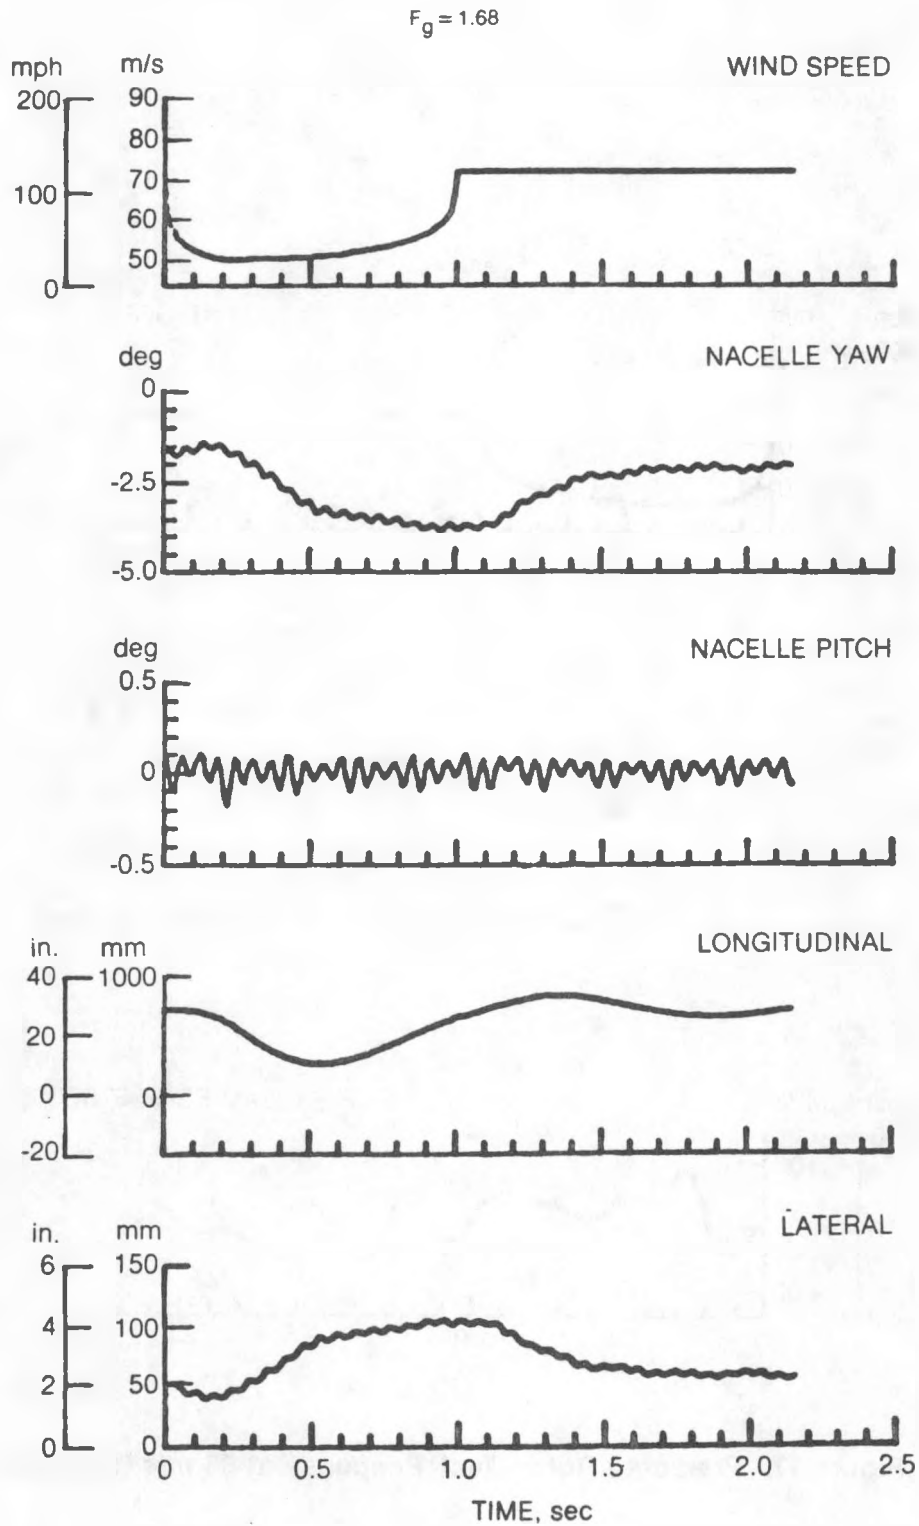 Fg = 1.68
mph m/s WIND SPEED
200 90
80
100 70
60
50
0
deg NACELLE YAW
0
-2.5
-5.0
deg NACELLE PITCH
0.5
0
-0.5
in. mm LONGITUDINAL
40 1000
20
0 0
-20
in. mm LATERAL
6 150
4 100
2 50
0 0
0 0.5 1.0 1.5 2.0 2.5
TIME, sec